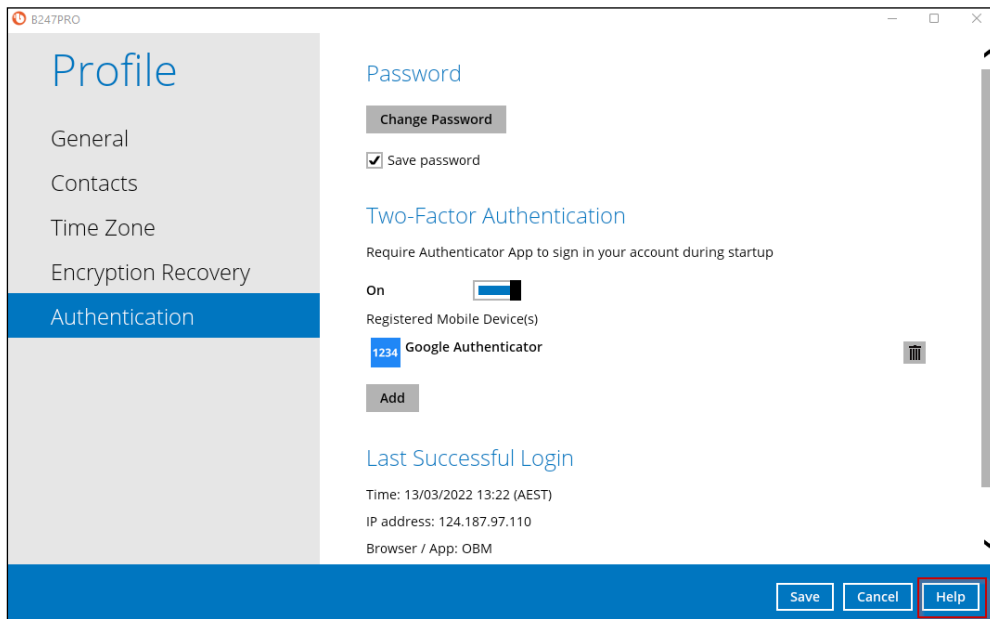 B247PRO
Profile
General
Contacts
Time Zone
Encryption Recovery
Authentication
Password
Change Password
Save password
Two-Factor Authentication
Require Authenticator App to sign in your account during startup
On
Registered Mobile Device(s)
1234 Google Authenticator
Add
Last Successful Login
Time: 13/03/2022 13:22 (AEST)
IP address: 124.187.97.110
Browser / App: OBM
Save Cancel Help